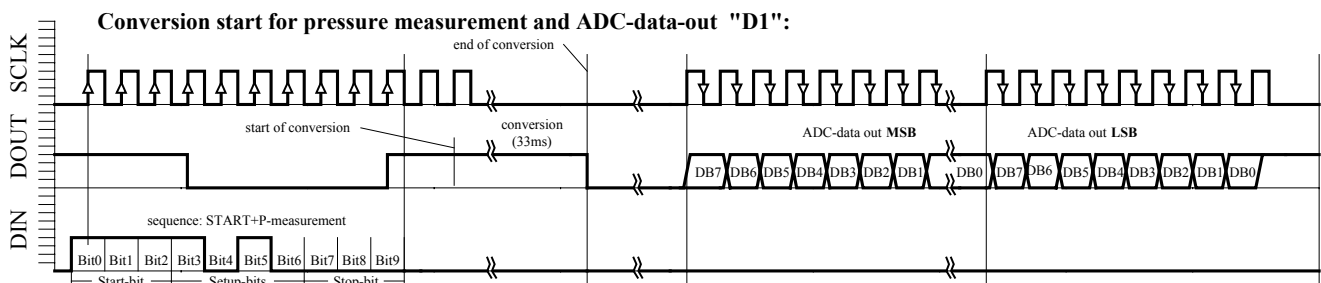 Conversion start for pressure measurement and ADC-data-out "D1":
end of conversion
SCLK
start of conversion
conversion
(33ms)
ADC-data out MSB
ADC-data out LSB
DOUT
DB7 DB6 DB5 DB4 DB3 DB2 DB1 DB0 DB7 DB6 DB5 DB4 DB3 DB2 DB1 DB0
DIN
sequence: START+P-measurement
Bit0 Bit1 Bit2 Bit3 Bit4 Bit5 Bit6 Bit7 Bit8 Bit9
Start-bit Setup-bits Stop-bit